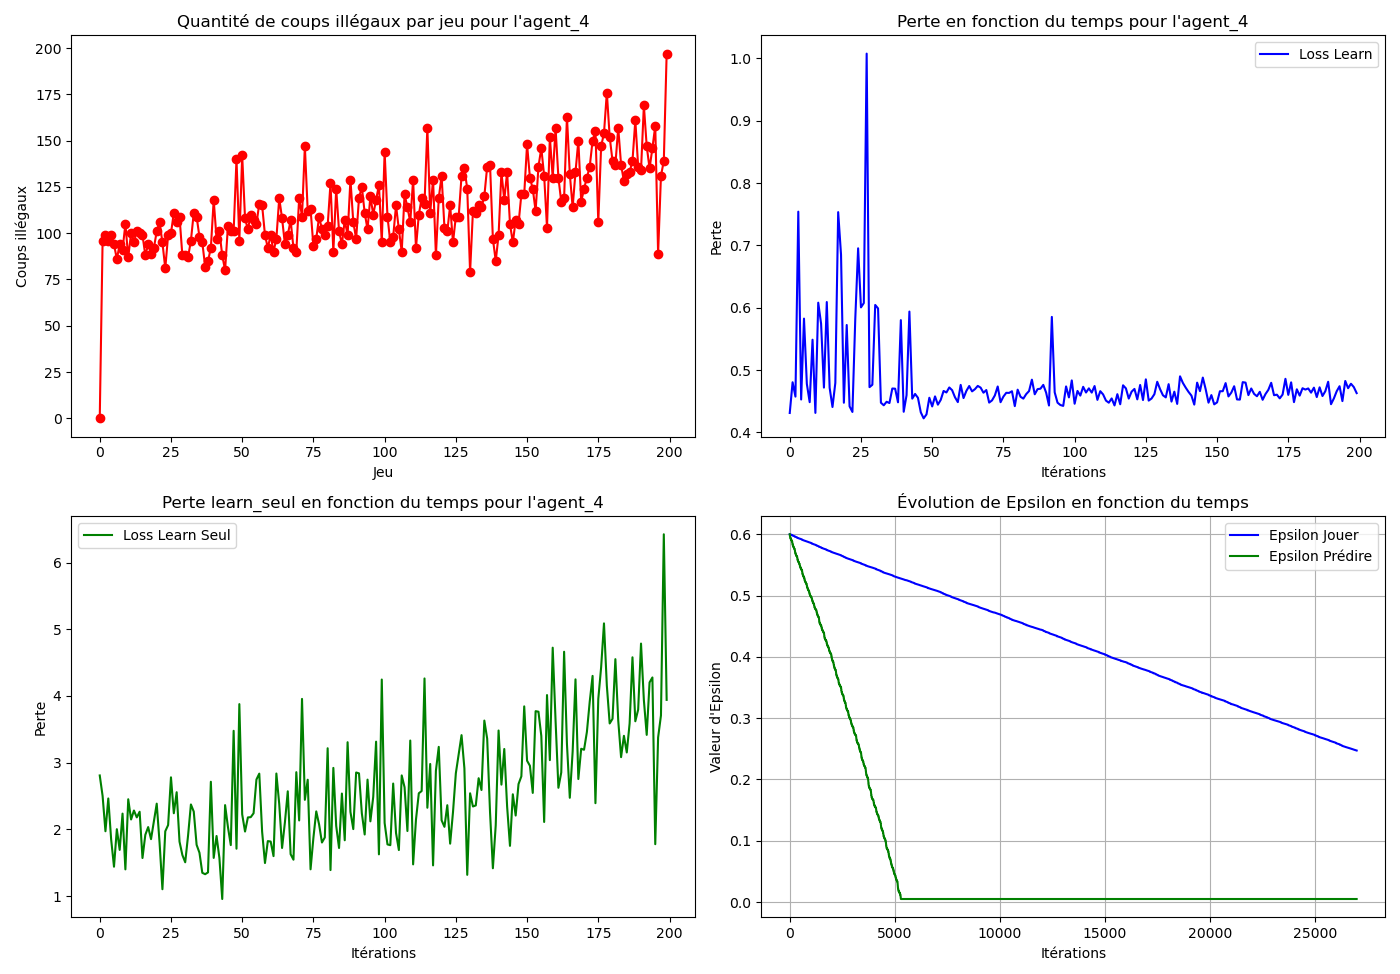 Quantité de coups illégaux par jeu pour l'agent_4
200
175
150
125
100
75
50
25
0
Coups illégaux
0 25 50 75 100 125 150 175 200
Jeu
Perte en fonction du temps pour l'agent_4
Loss Learn
1.0
0.9
0.8
0.7
0.6
0.5
0.4
Perte
0 25 50 75 100 125 150 175 200
Itérations
Perte learn_seul en fonction du temps pour l'agent_4
Loss Learn Seul
6
5
4
3
2
1
Perte
0 25 50 75 100 125 150 175 200
Itérations
Évolution de Epsilon en fonction du temps
Epsilon Jouer
Epsilon Prédire
0.6
0.5
0.4
0.3
0.2
0.1
0.0
Valeur d'Epsilon
0 5000 10000 15000 20000 25000
Itérations